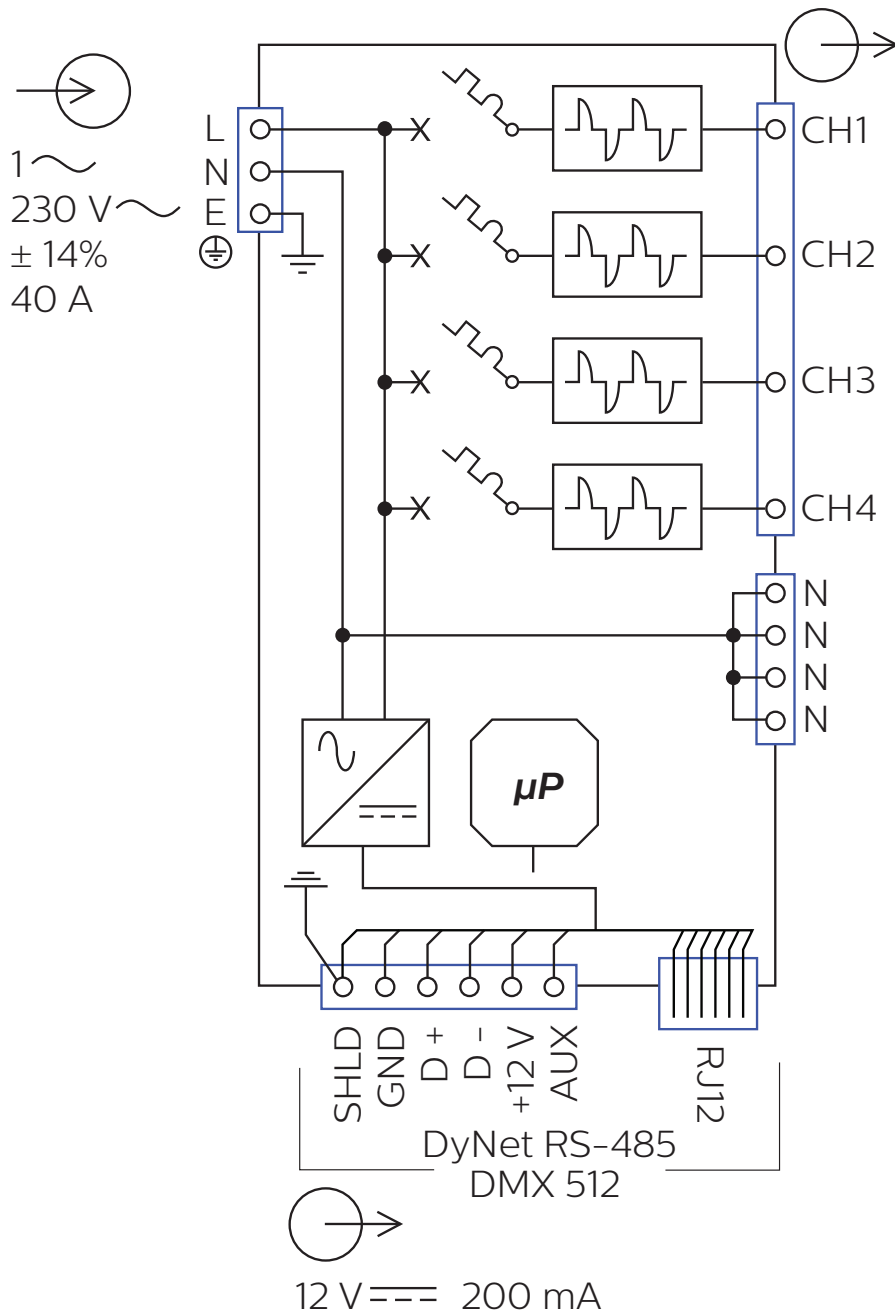 L
N
E
1
230 V
± 14%
40 A
CH1
CH2
CH3
CH4
N
N
N
N
µP
SHLD
GND
D +
D -
+12 V
AUX
RJ12
DyNet RS-485
DMX 512
12 V 200 mA